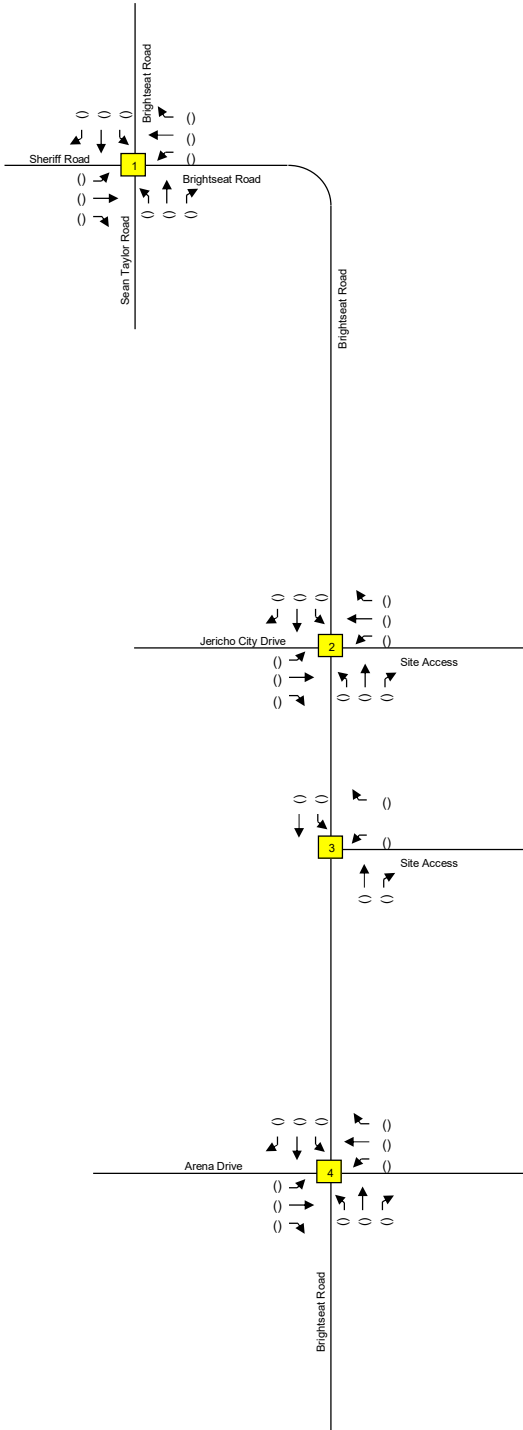 Brightseat Road
() () () ()
()
Sheriff Road 1 ()
() Brightseat Road
()
() () () ()
Sean Taylor Road
Brightseat Road
() () () ()
()
Jericho City Drive 2 ()
() Site Access
()
() () () ()
() () ()
3 ()
Site Access
() ()
() () () ()
()
Arena Drive 4 ()
()
()
() () () ()
Brightseat Road